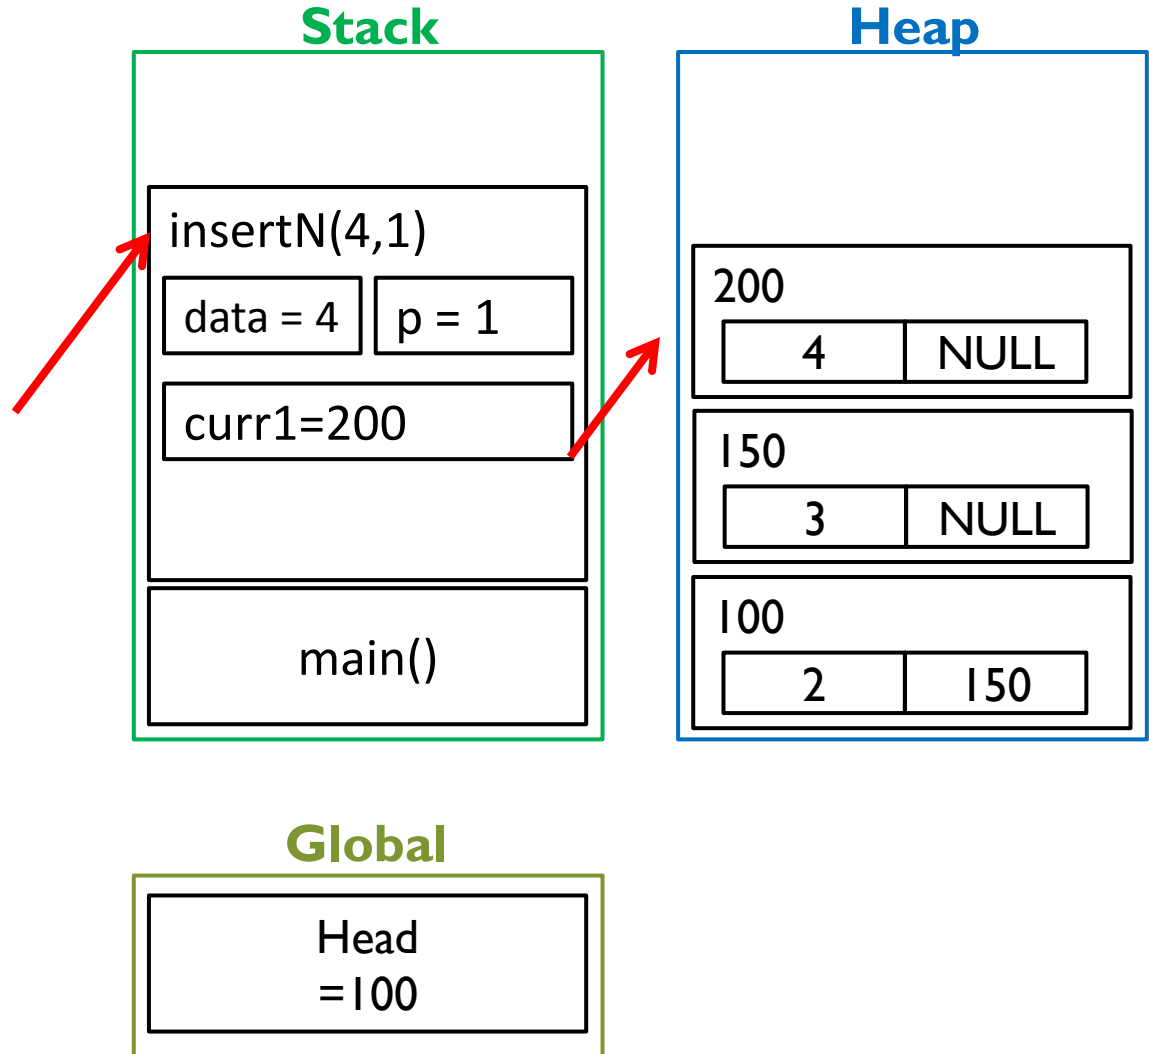 Stack
insertN(4,1)
data = 4
p = 1
curr1=200
main()
Heap
200
4 NULL
150
3 NULL
100
2 150
Global
Head
=100